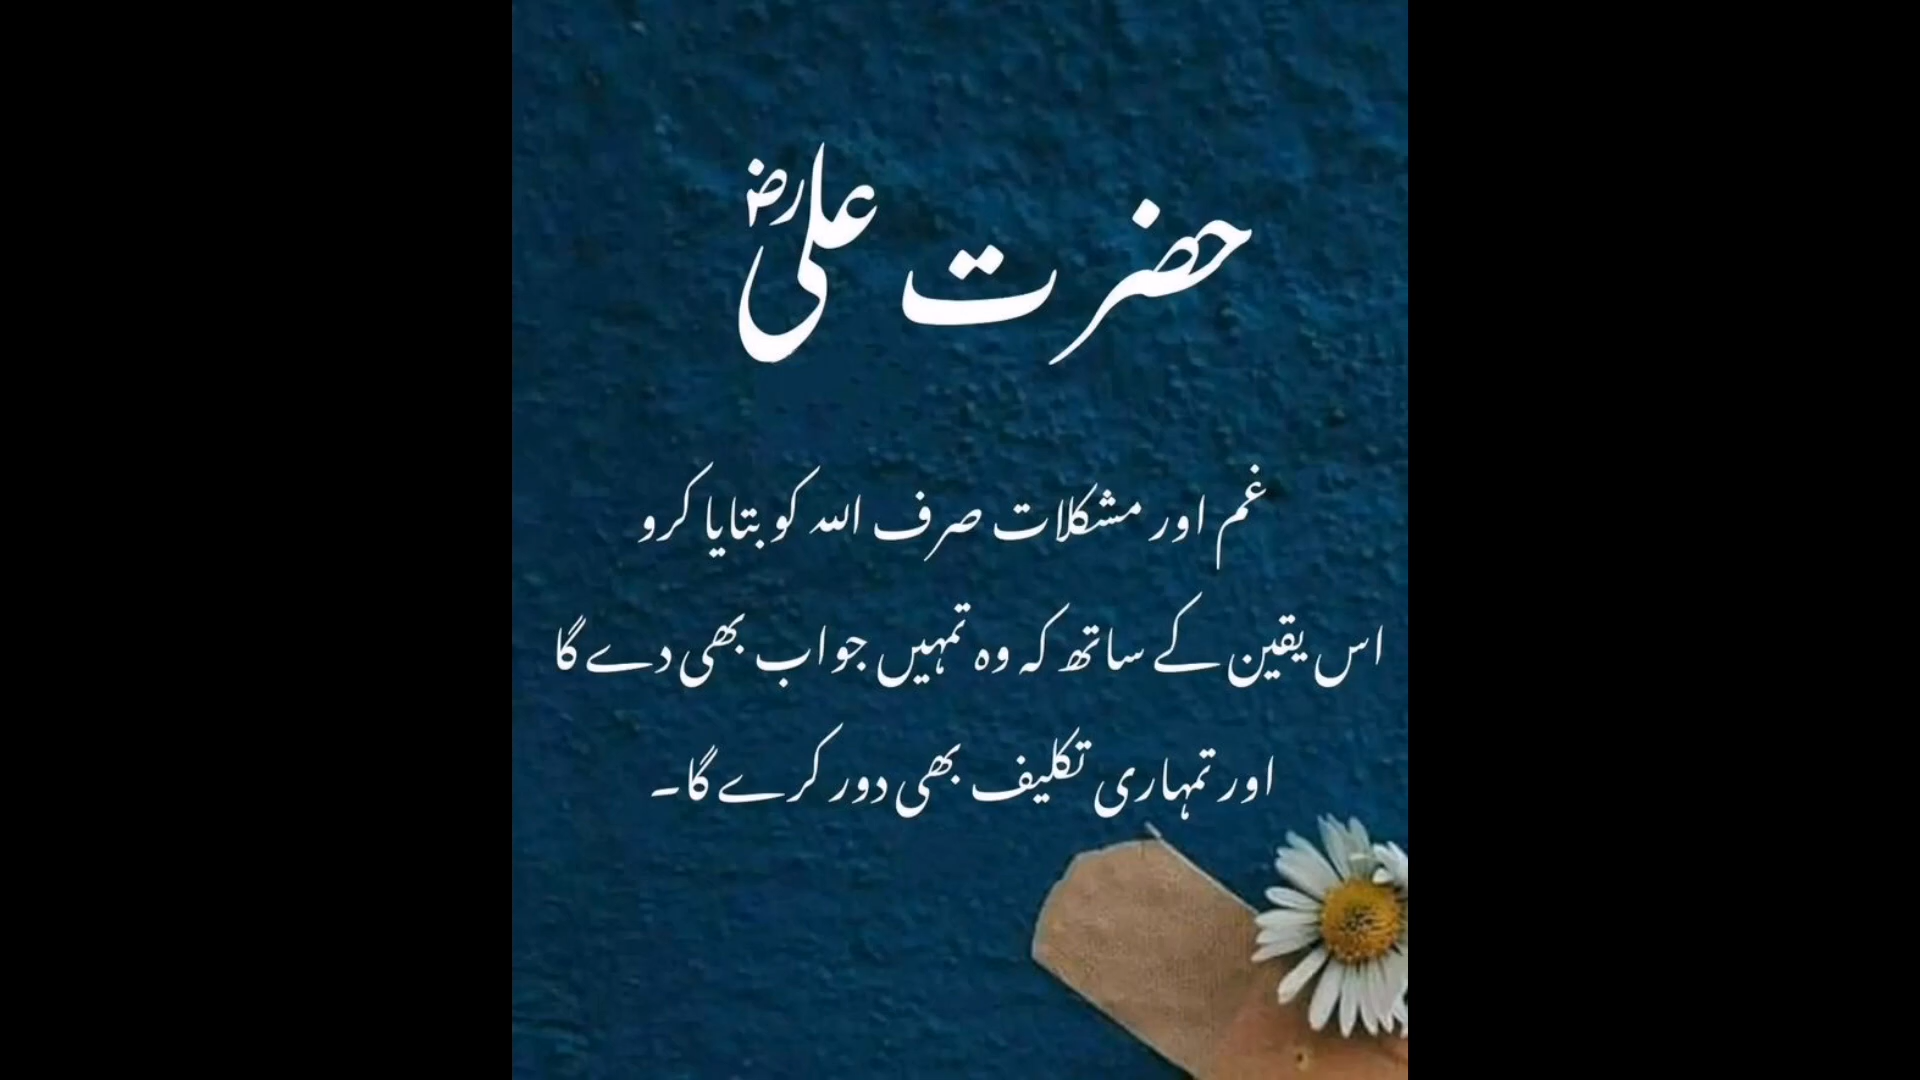 حضرت علیؓ
غم اور مشکلات صرف اللہ کو بتایا کرو
اس یقین کے ساتھ کہ وہ تمہیں جواب بھی دے گا
اور تمہاری تکلیف بھی دور کرے گا۔